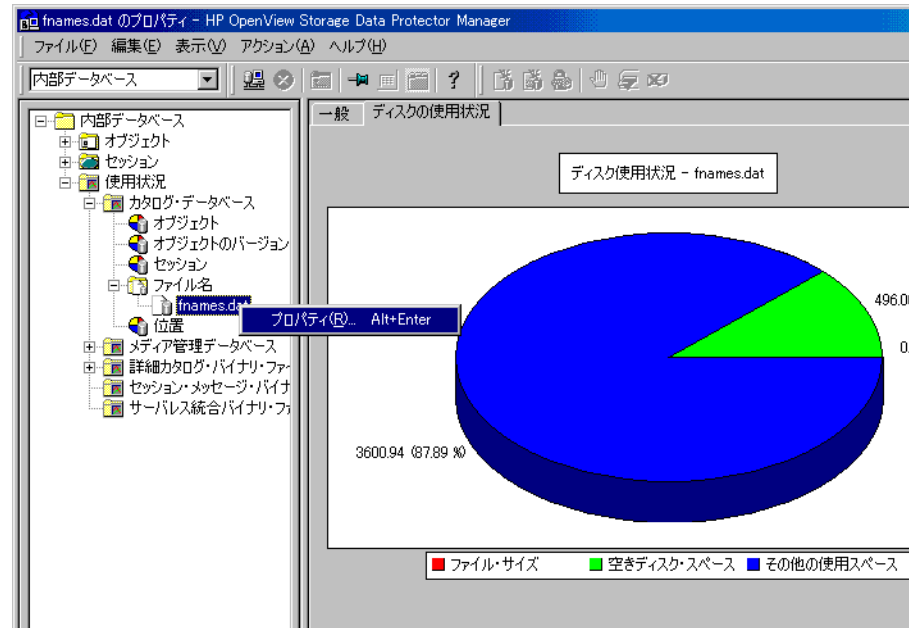 fnames.dat のプロパティ - HP OpenView Storage Data Protector Manager
ファイル(F) 編集(E) 表示(V) アクション(A) ヘルプ(H)
内部データベース
内部データベース
オブジェクト
セッション
使用状況
カタログ・データベース
オブジェクト
オブジェクトのバージョン
セッション
ファイル名
fnames.dat
位置
メディア管理データベース
詳細カタログ・バイナリ・ファイ
セッション・メッセージ・バイナ
サーバレス統合バイナリ・ファ
プロパティ(R)... Alt+Enter
一般 ディスクの使用状況
ディスク使用状況 - fnames.dat
496.0
0.
3600.94 (87.89 %)
ファイル・サイズ 空きディスク・スペース その他の使用スペース